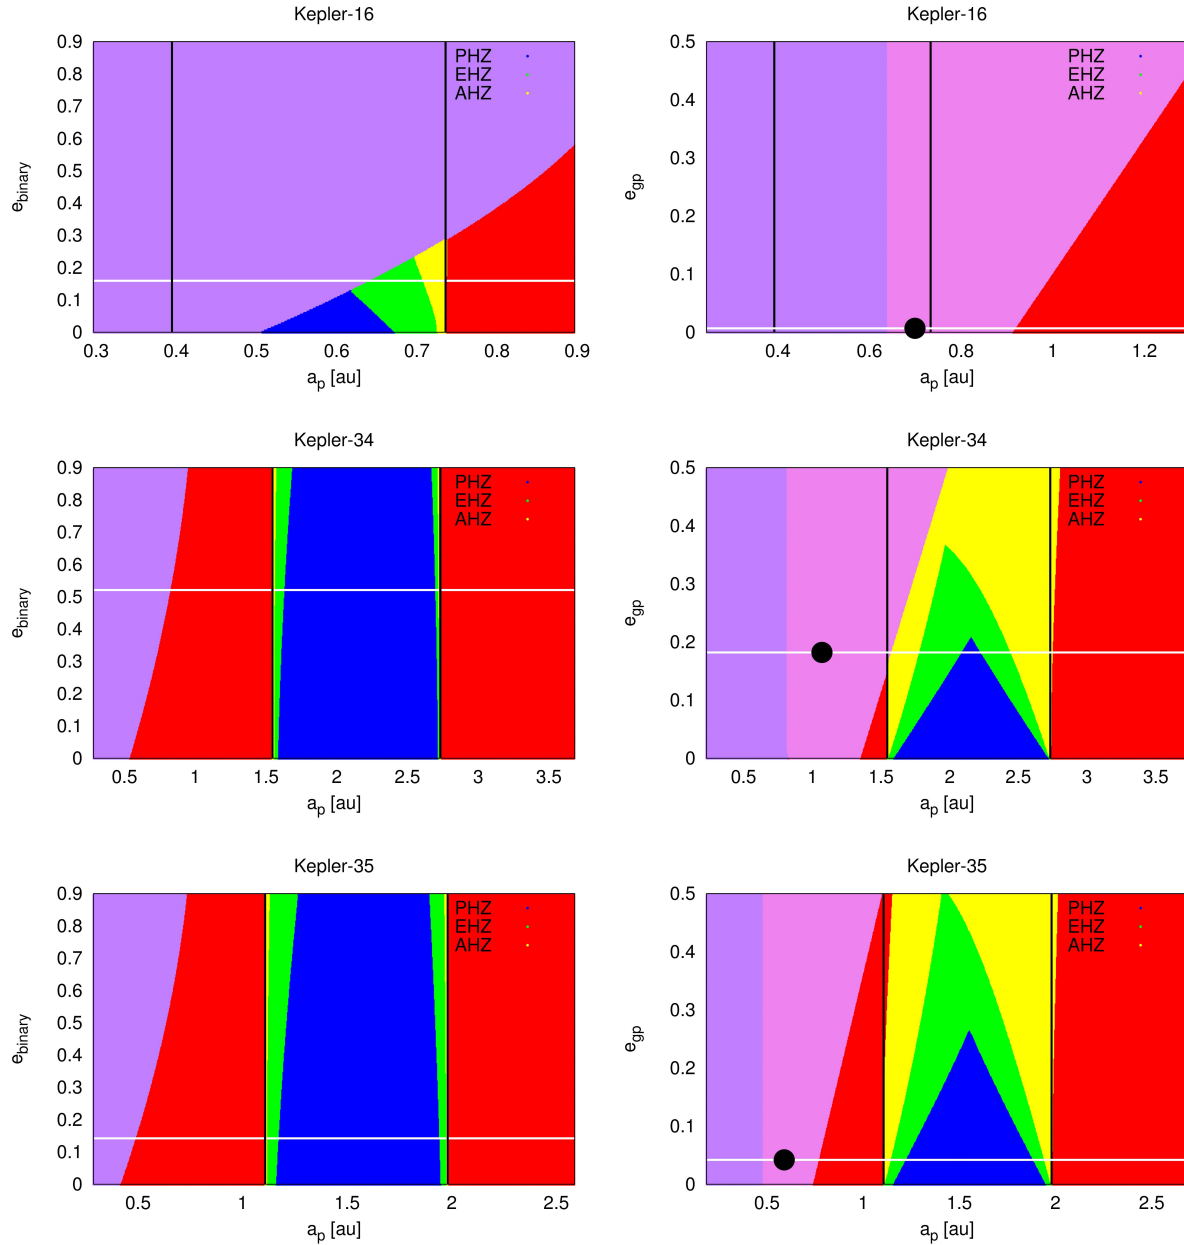 Kepler-16
0.9
0.8
0.7
0.6
0.5
0.4
0.3
0.2
0.1
0
e_binary
PHZ
EHZ
AHZ
0.3 0.4 0.5 0.6 0.7 0.8 0.9
a_p [au]
Kepler-16
0.5
0.4
0.3
0.2
0.1
0
e_gp
PHZ
EHZ
AHZ
0.4 0.6 0.8 1 1.2
a_p [au]
Kepler-34
0.9
0.8
0.7
0.6
0.5
0.4
0.3
0.2
0.1
0
e_binary
PHZ
EHZ
AHZ
0.5 1 1.5 2 2.5 3 3.5
a_p [au]
Kepler-34
0.5
0.4
0.3
0.2
0.1
0
e_gp
PHZ
EHZ
AHZ
0.5 1 1.5 2 2.5 3 3.5
a_p [au]
Kepler-35
0.9
0.8
0.7
0.6
0.5
0.4
0.3
0.2
0.1
0
e_binary
PHZ
EHZ
AHZ
0.5 1 1.5 2 2.5
a_p [au]
Kepler-35
0.5
0.4
0.3
0.2
0.1
0
e_gp
PHZ
EHZ
AHZ
0.5 1 1.5 2 2.5
a_p [au]